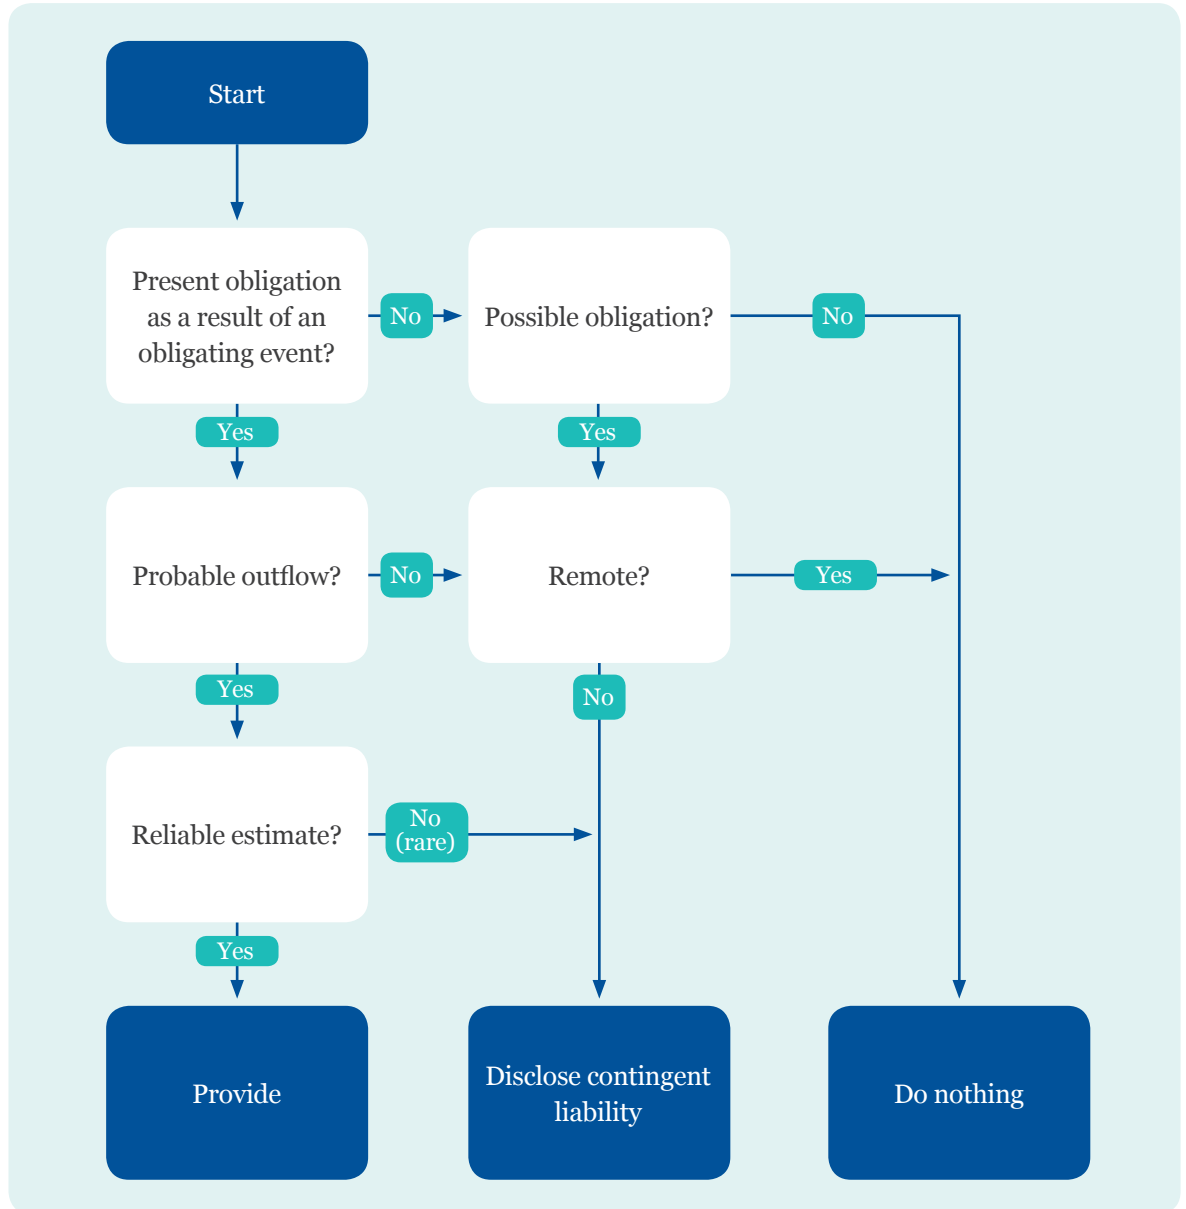 Start
Present obligation
as a result of an
obligating event?
No
Possible obligation?
No
Yes
Yes
Probable outflow?
No
Remote?
Yes
Yes
No
Reliable estimate?
No
(rare)
Yes
Provide
Disclose contingent
liability
Do nothing